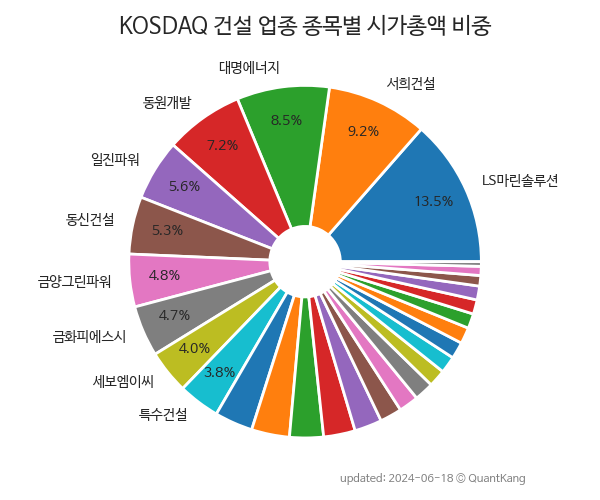 KOSDAQ 건설 업종 종목별 시가총액 비중
대명에너지
서희건설
동원개발
8.5%
9.2%
7.2%
일진파워
5.6%
LS마린솔루션
13.5%
동신건설
5.3%
금양그린파워
4.8%
4.7%
금화피에스시
4.0%
세보엠이씨
3.8%
특수건설
updated: 2024-06-18 © QuantKang